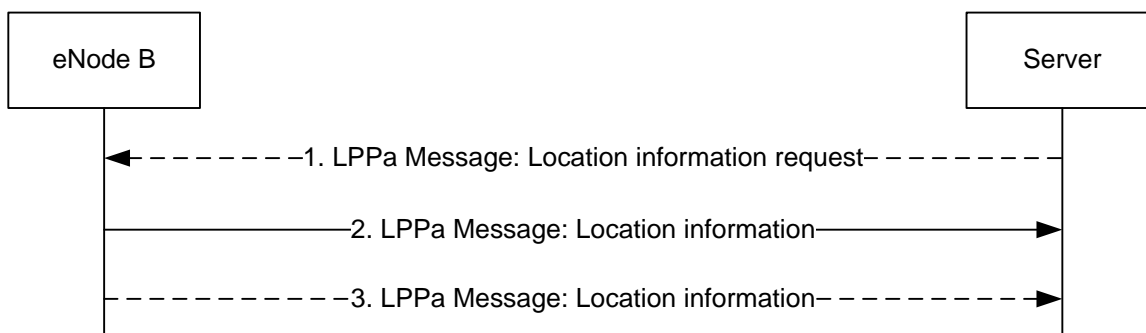 eNode B
Server
1. LPPa Message: Location information request
2. LPPa Message: Location information
3. LPPa Message: Location information